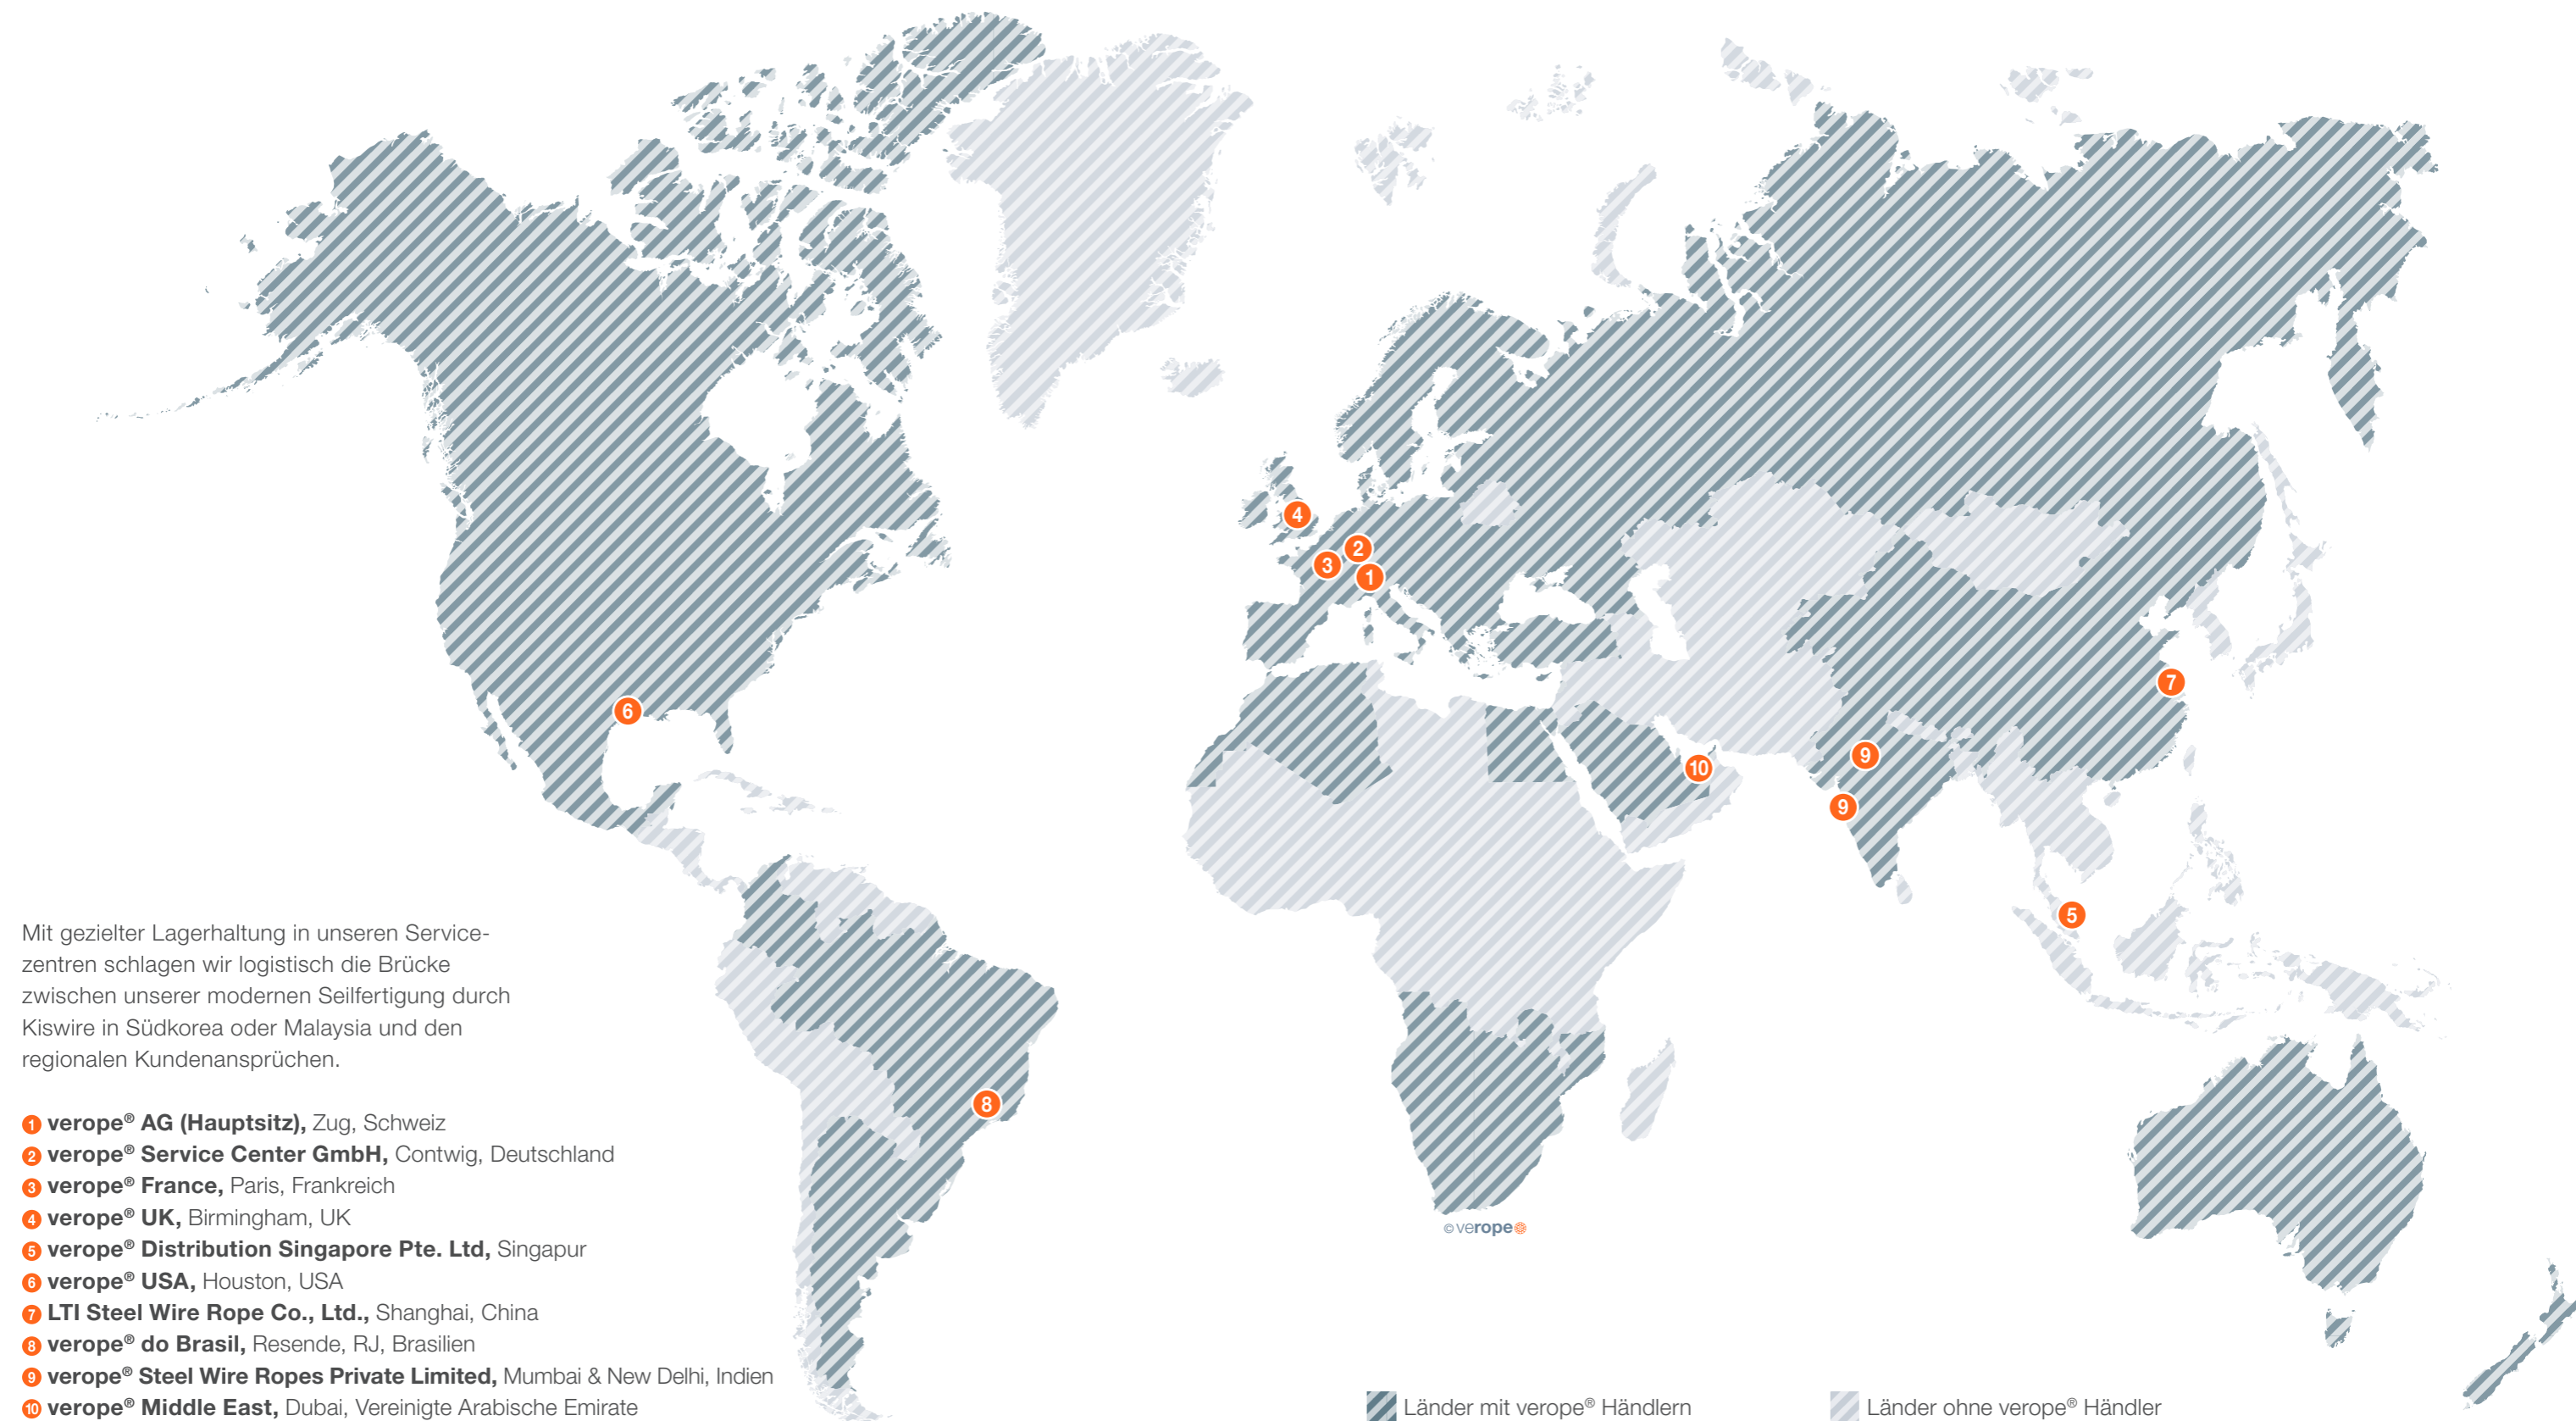 Mit gezielter Lagerhaltung in unseren Service-
zentren schlagen wir logistisch die Brücke
zwischen unserer modernen Seilfertigung durch
Kiswire in Südkorea oder Malaysia und den
regionalen Kundenansprüchen.
1 verope® AG (Hauptsitz), Zug, Schweiz
2 verope® Service Center GmbH, Contwig, Deutschland
3 verope® France, Paris, Frankreich
4 verope® UK, Birmingham, UK
5 verope® Distribution Singapore Pte. Ltd, Singapur
6 verope® USA, Houston, USA
7 LTI Steel Wire Rope Co., Ltd., Shanghai, China
8 verope® do Brasil, Resende, RJ, Brasilien
9 verope® Steel Wire Ropes Private Limited, Mumbai & New Delhi, Indien
10 verope® Middle East, Dubai, Vereinigte Arabische Emirate
4
2
3
1
6
7
9
10
9
5
8
© verope
Länder mit verope® Händlern
Länder ohne verope® Händler